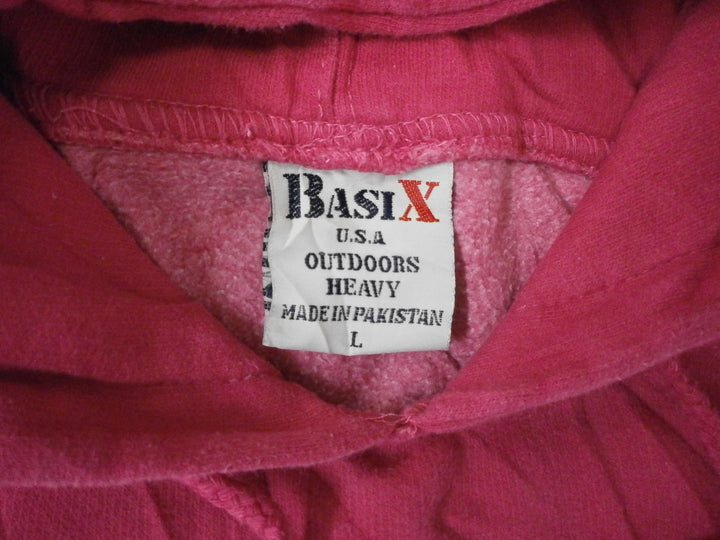 BASIX
U.S.A
OUTDOORS
HEAVY
MADE IN PAKISTAN
L